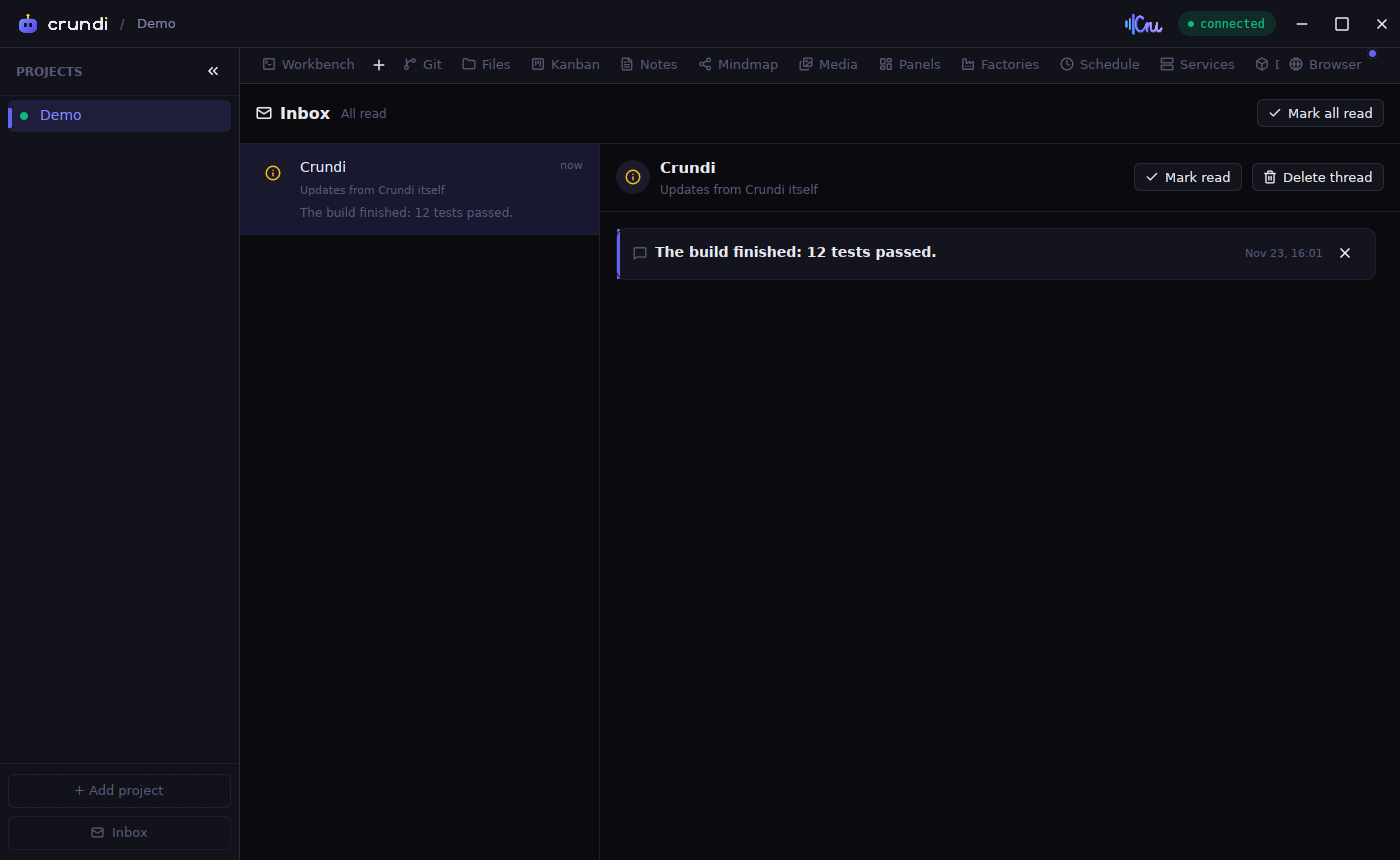 crundi / Demo
Cru
connected
PROJECTS
Workbench Git Files Kanban Notes Mindmap Media Panels Factories Schedule Services Browser
Demo
Inbox All read
Mark all read
Crundi now
Updates from Crundi itself
The build finished: 12 tests passed.
Crundi
Updates from Crundi itself
Mark read
Delete thread
The build finished: 12 tests passed. Nov 23, 16:01
+ Add project
Inbox